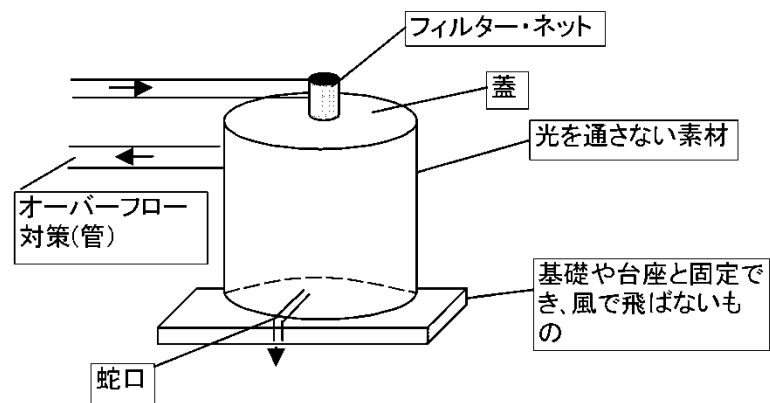 フィルター・ネット
蓋
光を通さない素材
オーバーフロー
対策(管)
基礎や台座と固定で
き、風で飛ばないも
の
蛇口